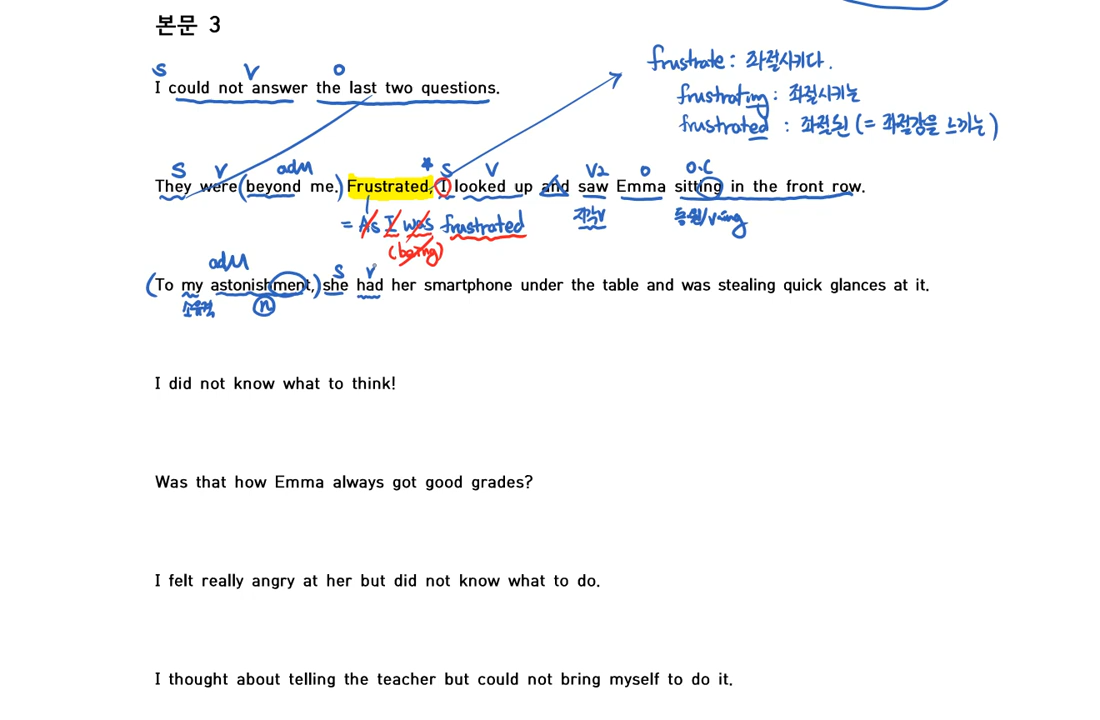 본문 3
frustrate : 좌절시키다.
S V O
I could not answer the last two questions.
frustrating : 좌절시키는
frustrated : 좌절된 (= 좌절감을 느끼는)
S V adM * S V V2 O O.C
They were (beyond me.) Frustrated, I looked up and saw Emma sitting in the front row.
= As I was frustrated 지각V 동원/V-ing
(being)
adM S V
(To my astonishment,) she had her smartphone under the table and was stealing quick glances at it.
소유격 n
I did not know what to think!
Was that how Emma always got good grades?
I felt really angry at her but did not know what to do.
I thought about telling the teacher but could not bring myself to do it.